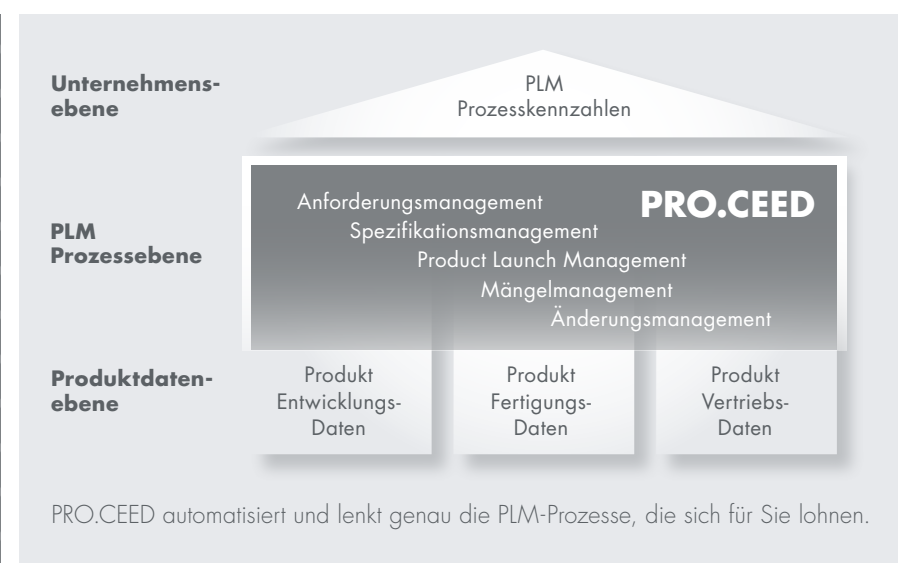 Unternehmens-
ebene
PLM
Prozesskennzahlen
PLM
Prozessebene
Anforderungsmanagement
PRO.CEED
Spezifikationsmanagement
Product Launch Management
Mängelmanagement
Änderungsmanagement
Produktdaten-
ebene
Produkt
Entwicklungs-
Daten
Produkt
Fertigungs-
Daten
Produkt
Vertriebs-
Daten
PRO.CEED automatisiert und lenkt genau die PLM-Prozesse, die sich für Sie lohnen.